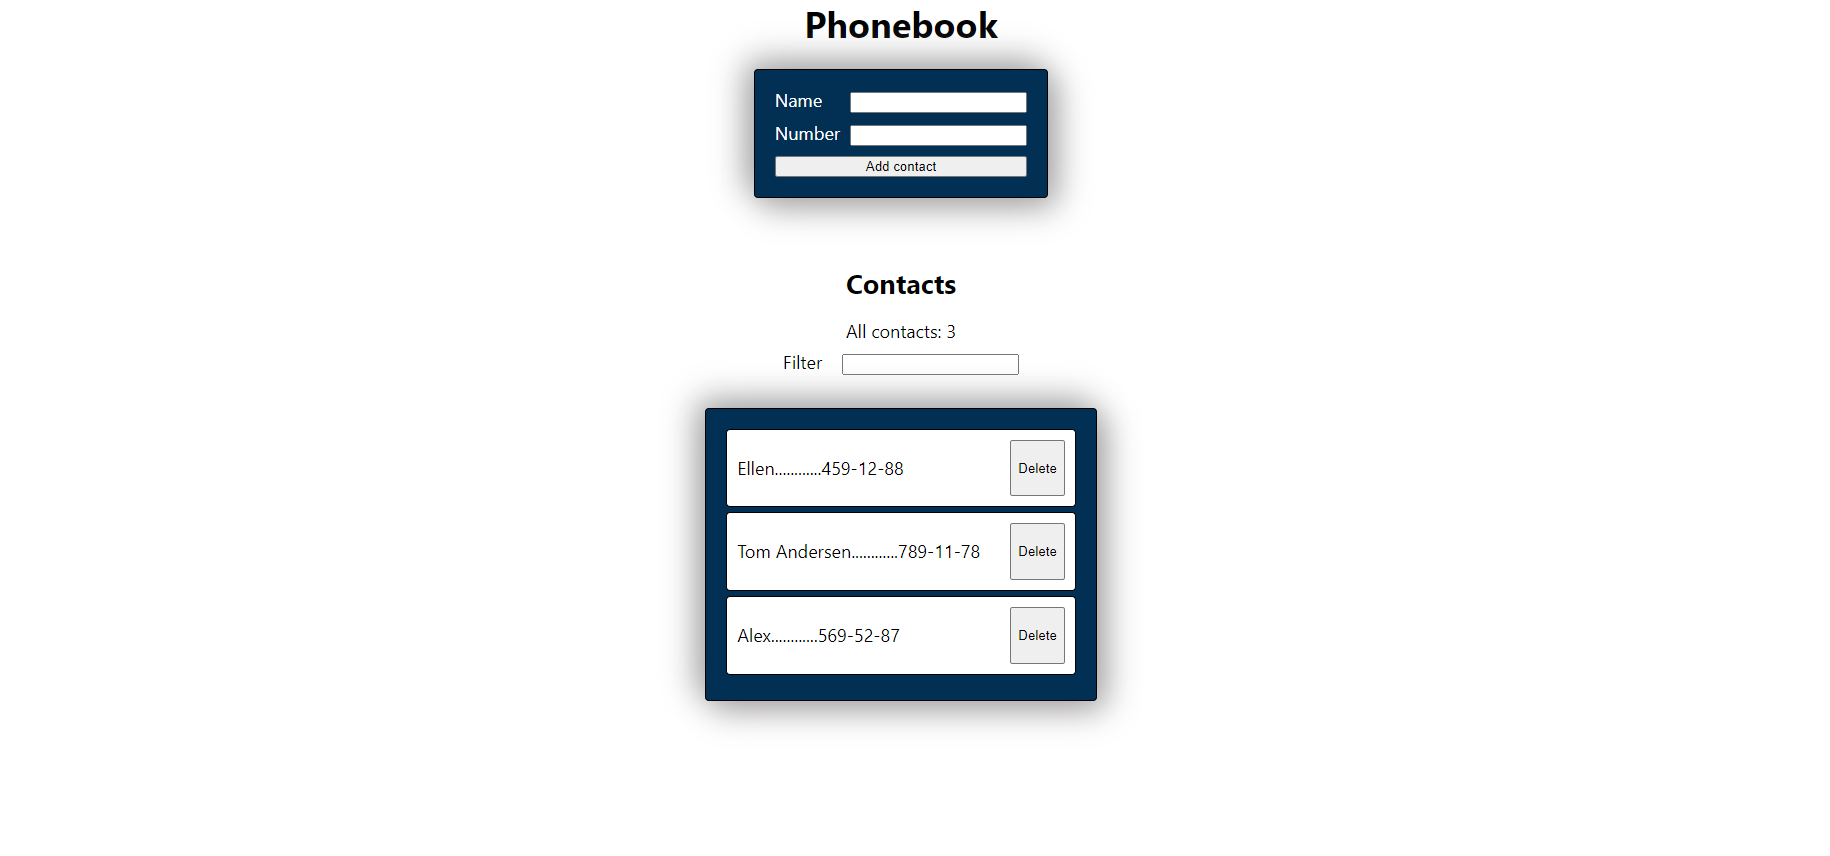 Phonebook
Name
Number
Add contact
Contacts
All contacts: 3
Filter
Ellen............459-12-88 Delete
Tom Andersen............789-11-78 Delete
Alex............569-52-87 Delete